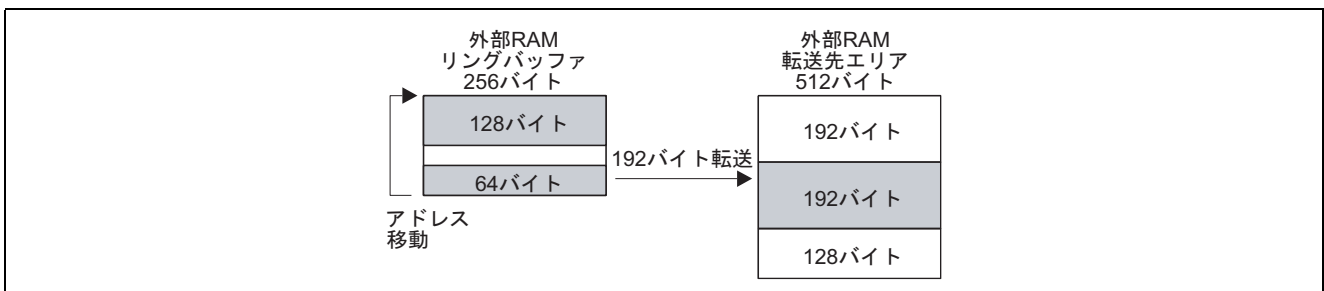 外部RAM
リングバッファ
256バイト
128バイト
64バイト
アドレス
移動
192バイト転送
外部RAM
転送先エリア
512バイト
192バイト
192バイト
128バイト